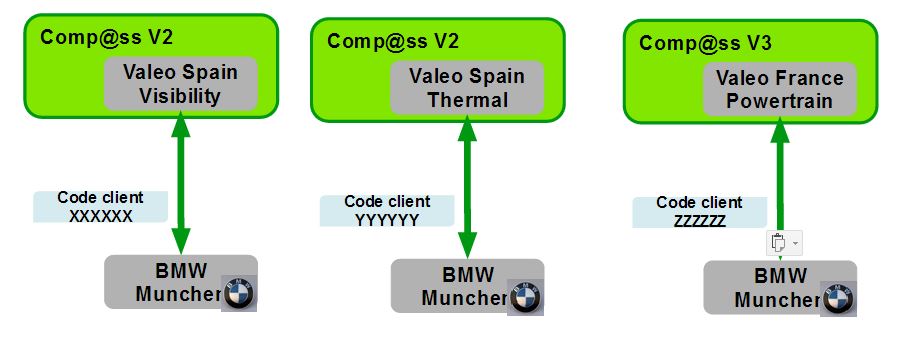 Comp@ss V2
Valeo Spain
Visibility
Code client
XXXXXX
BMW
Muncher
Comp@ss V2
Valeo Spain
Thermal
Code client
YYYYYY
BMW
Muncher
Comp@ss V3
Valeo France
Powertrain
Code client
ZZZZZZ
BMW
Muncher